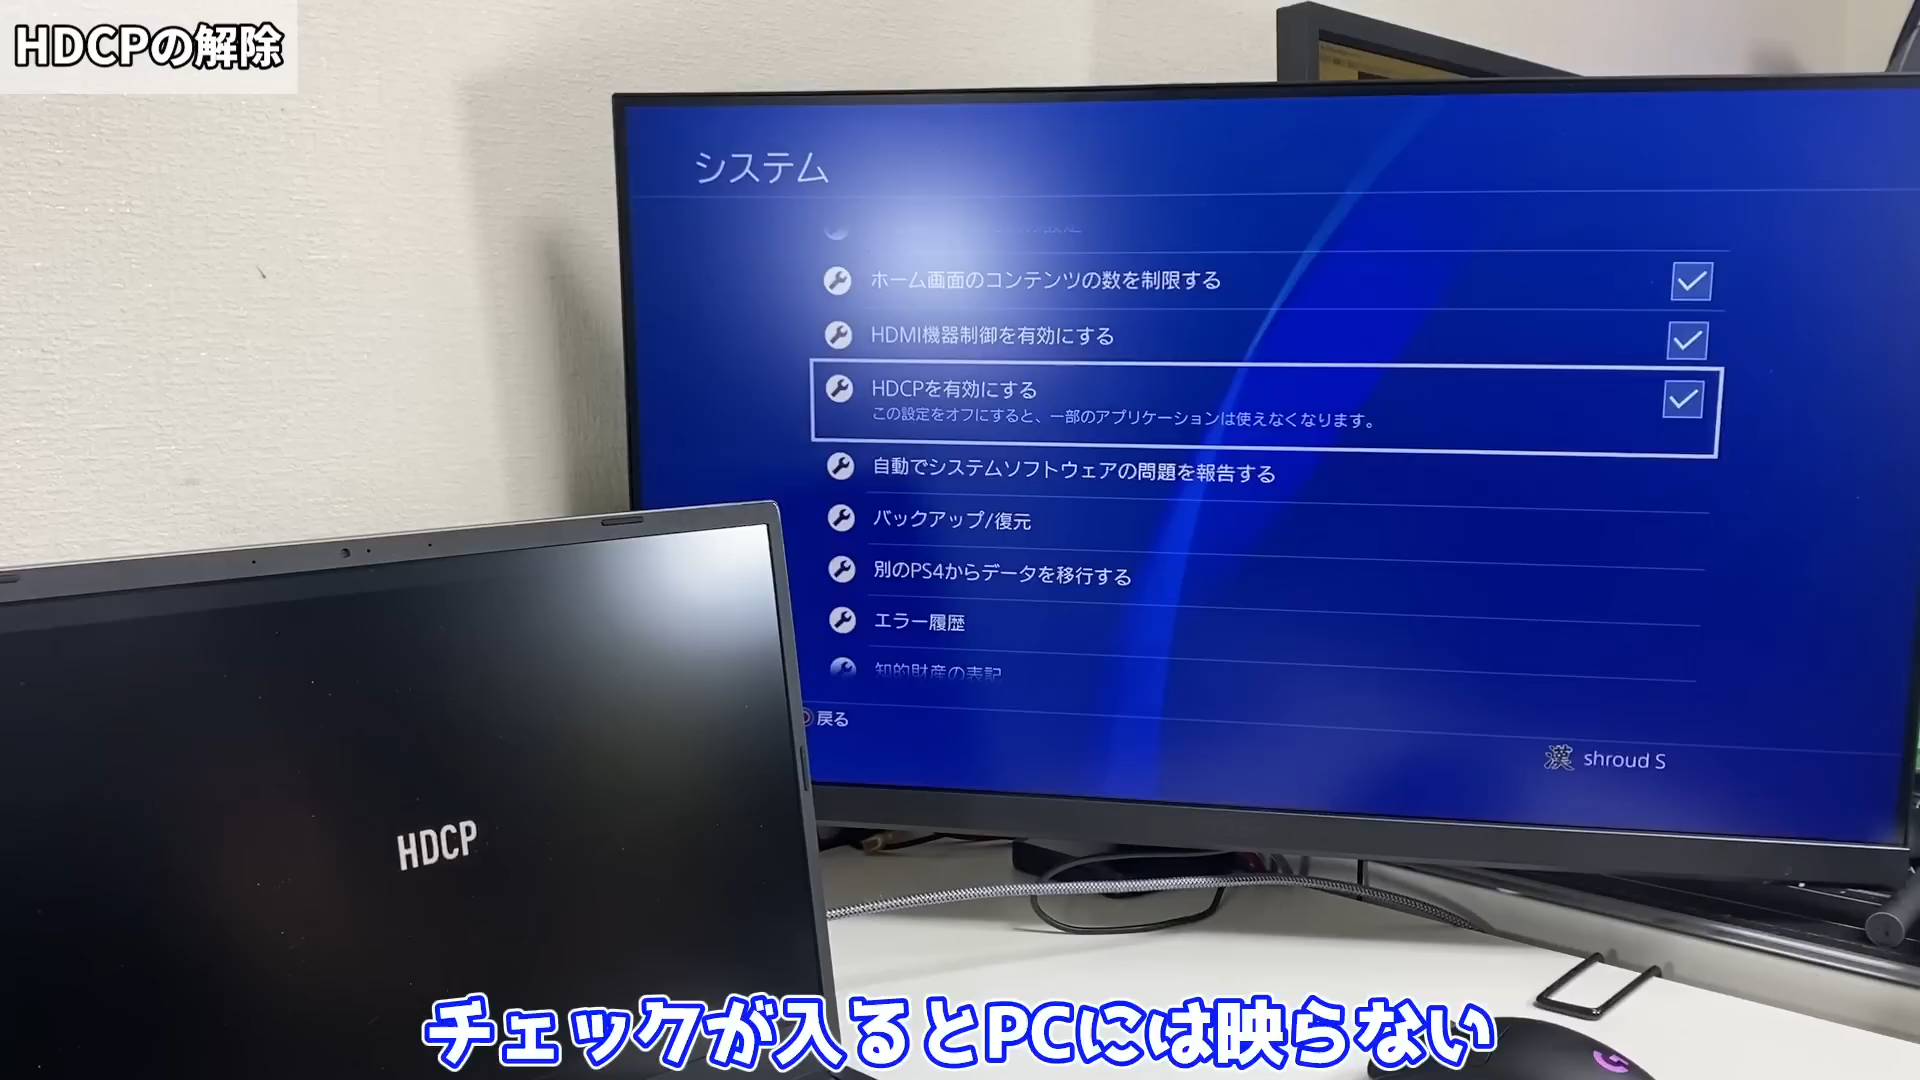 HDCPの解除
システム
ホーム画面のコンテンツの数を制限する
HDMI機器制御を有効にする
HDCPを有効にする
この設定をオフにすると、一部のアプリケーションは使えなくなります。
自動でシステムソフトウェアの問題を報告する
バックアップ/復元
別のPS4からデータを移行する
エラー履歴
知的財産の表記
戻る
漢 shroud S
HDCP
チェックが入るとPCには映らない